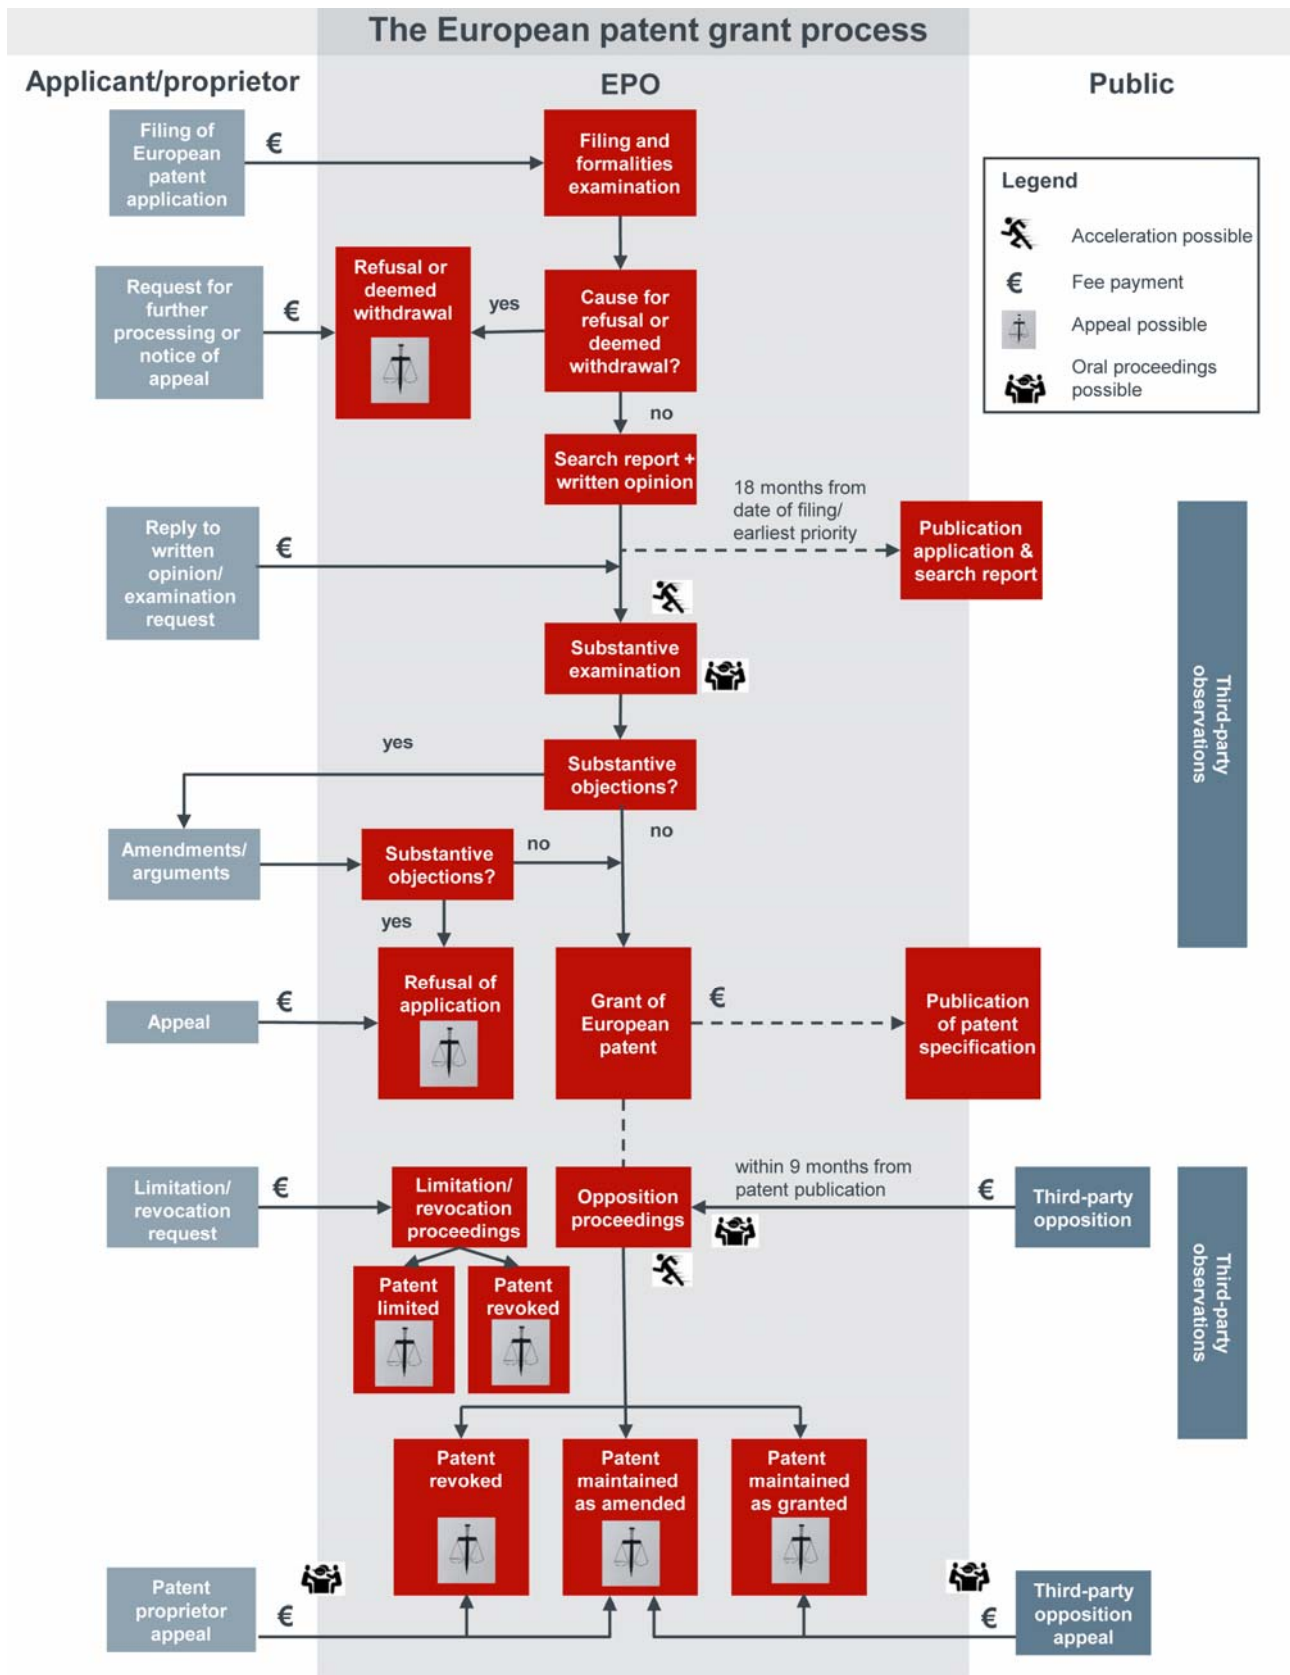 The European patent grant process
Applicant/proprietor
EPO
Public
Filing of
European
patent
application
€
Filing and
formalities
examination
Legend
Acceleration possible
€
Fee payment
Appeal possible
Oral proceedings
possible
Request for
further
processing or
notice of
appeal
€
Refusal or
deemed
withdrawal
yes
Cause for
refusal or
deemed
withdrawal?
no
Search report +
written opinion
18 months from
date of filing/
earliest priority
Publication
application &
search report
Reply to
written
opinion/
examination
request
€
Substantive
examination
Third-party
observations
yes
Substantive
objections?
no
Amendments/
arguments
Substantive
objections?
no
yes
Appeal
€
Refusal of
application
Grant of
European
patent
€
Publication
of patent
specification
Limitation/
revocation
request
€
Limitation/
revocation
proceedings
Opposition
proceedings
within 9 months from
patent publication
€
Third-party
opposition
Third-party
observations
Patent
limited
Patent
revoked
Patent
revoked
Patent
maintained
as amended
Patent
maintained
as granted
Patent
proprietor
appeal
€
€
Third-party
opposition
appeal